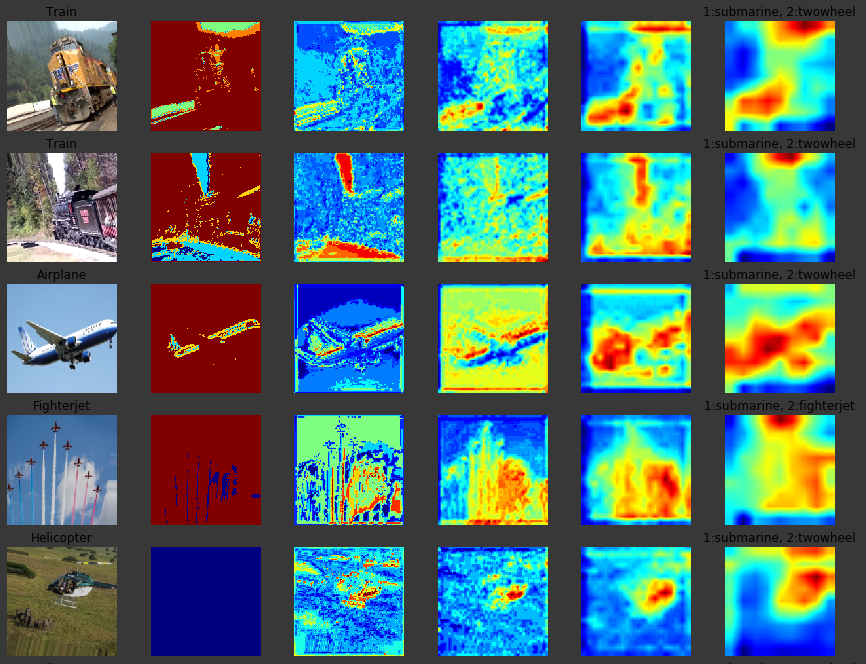 Train
1:submarine, 2:twowheel
Train
1:submarine, 2:twowheel
Airplane
1:submarine, 2:twowheel
Fighterjet
1:submarine, 2:fighterjet
Helicopter
1:submarine, 2:twowheel